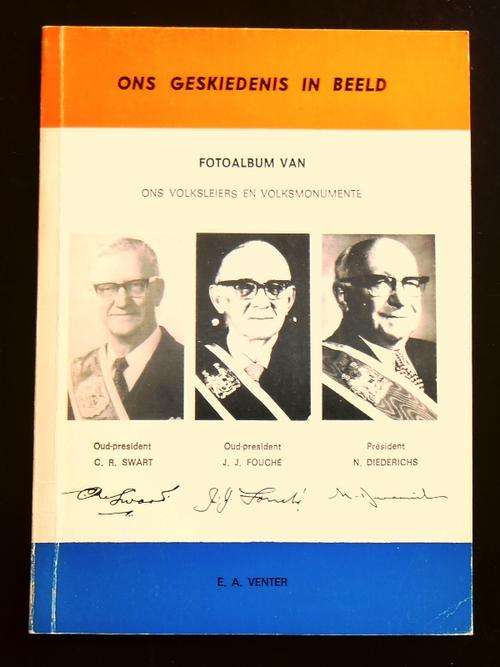 ONS GESKIEDENIS IN BEELD
FOTOALBUM VAN
ONS VOLKSLEIERS EN VOLKSMONUMENTE
Oud-president
C. R. SWART
Oud-president
J. J. FOUCHÉ
President
N. DIEDERICHS
J. J. Fouché
E. A. VENTER